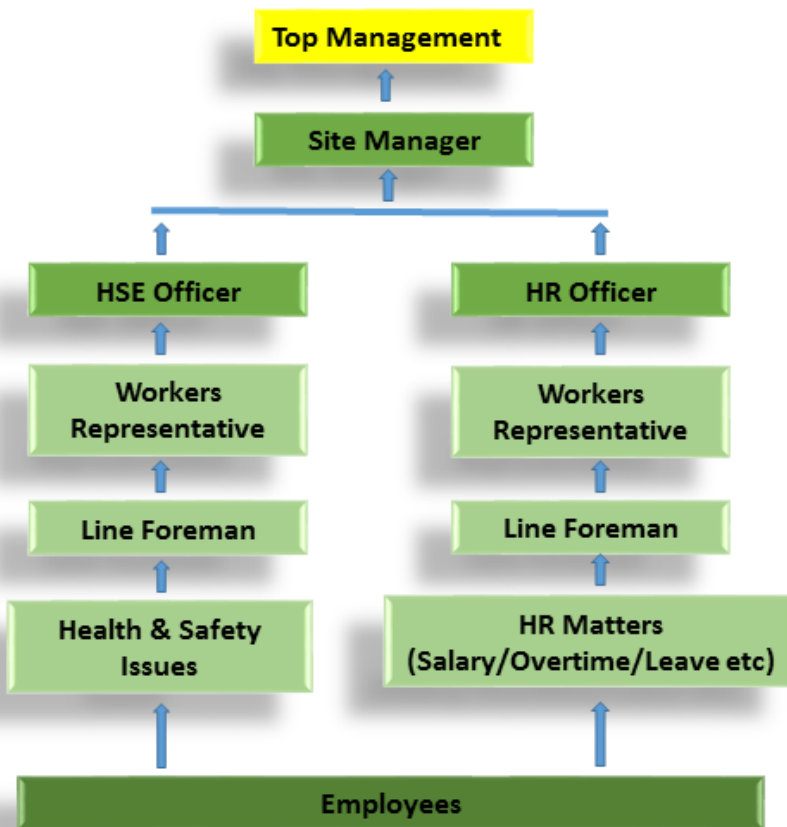 Top Management
Site Manager
HSE Officer
HR Officer
Workers
Representative
Workers
Representative
Line Foreman
Line Foreman
Health & Safety
Issues
HR Matters
(Salary/Overtime/Leave etc)
Employees